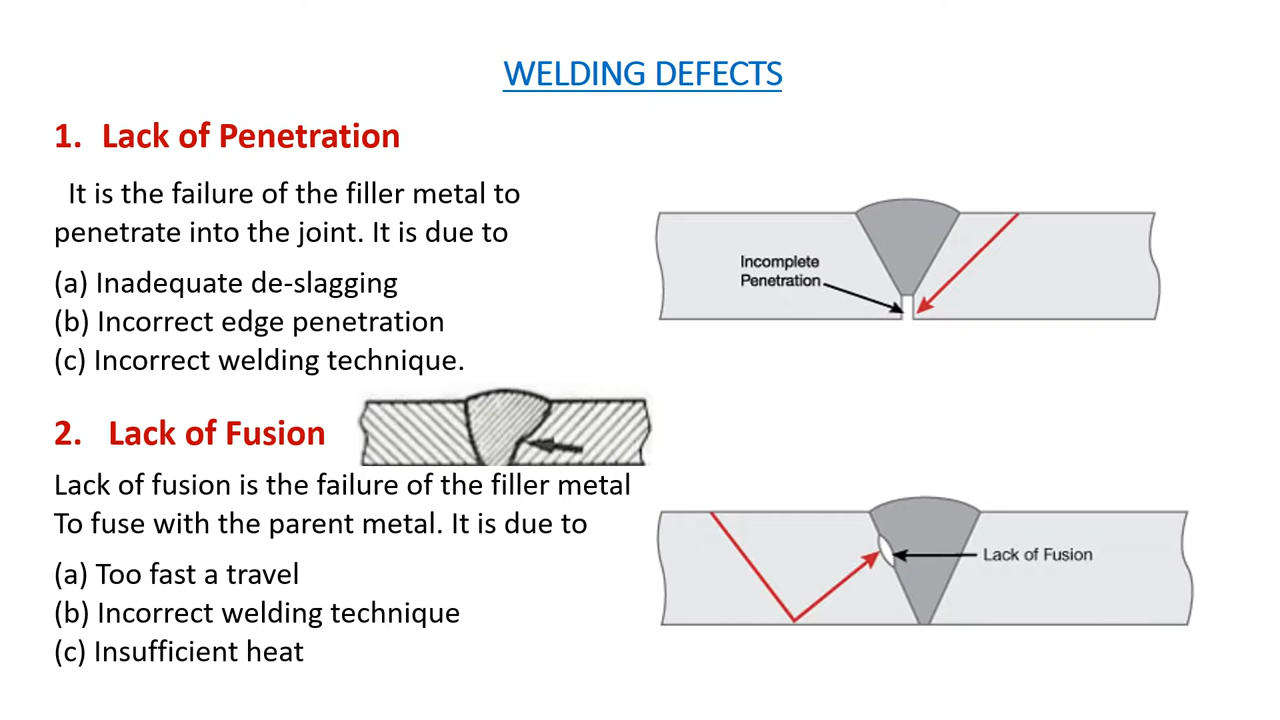 WELDING DEFECTS
1. Lack of Penetration
It is the failure of the filler metal to
penetrate into the joint. It is due to
(a) Inadequate de-slagging
(b) Incorrect edge penetration
(c) Incorrect welding technique.
Incomplete
Penetration
2. Lack of Fusion
Lack of fusion is the failure of the filler metal
To fuse with the parent metal. It is due to
(a) Too fast a travel
(b) Incorrect welding technique
(c) Insufficient heat
Lack of Fusion